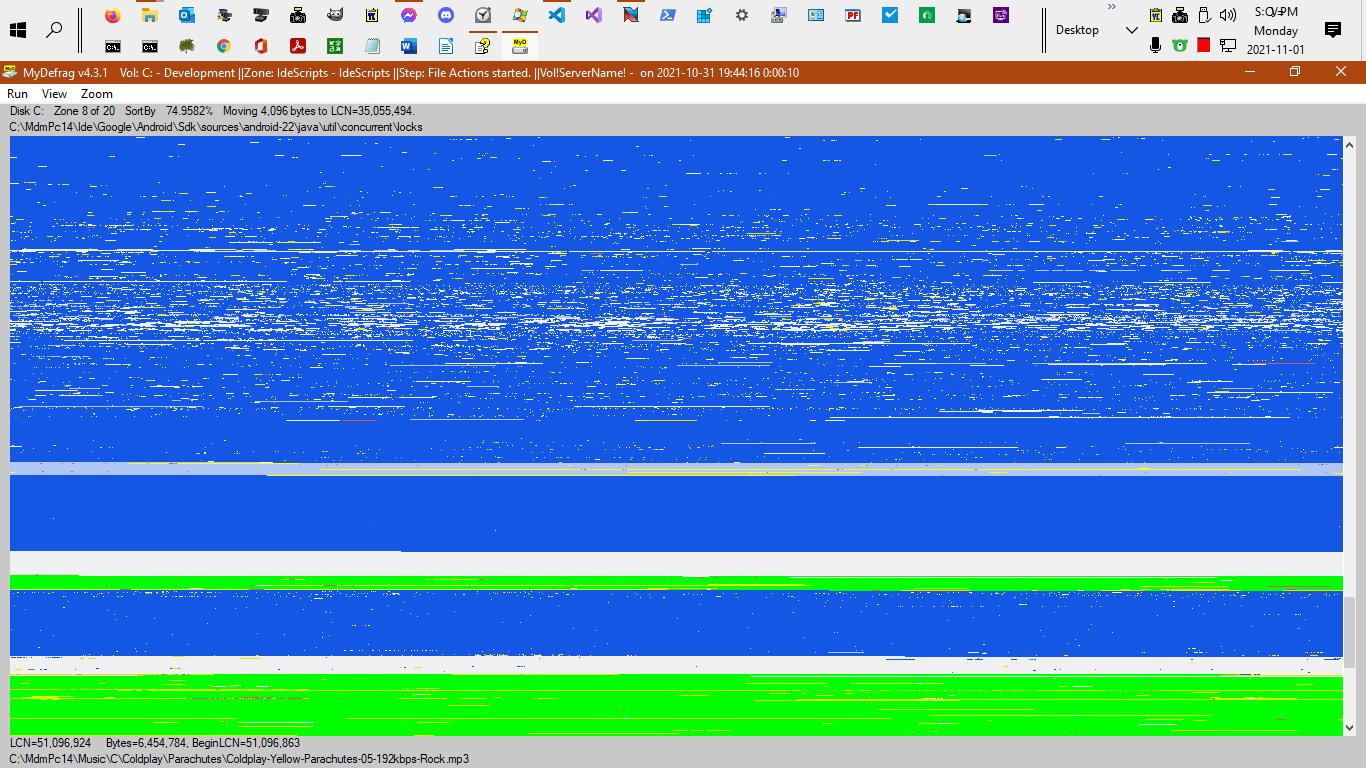 S:O\/4PM
Desktop
Monday
2021-11-01
MyDefrag v4.3.1 Vol: C: - Development ||Zone: IdeScripts - IdeScripts ||Step: File Actions started. ||Vol!ServerName! - on 2021-10-31 19:44:16 0:00:10
Run View Zoom
Disk C: Zone 8 of 20 SortBy 74.9582% Moving 4,096 bytes to LCN=35,055,494.
C:\MdmPc14\Ide\Google\Android\Sdk\sources\android-22\java\util\concurrent\locks
LCN=51,096,924 Bytes=6,454,784, BeginLCN=51,096,863
C:\MdmPc14\Music\C\Coldplay\Parachutes\Coldplay-Yellow-Parachutes-05-192kbps-Rock.mp3